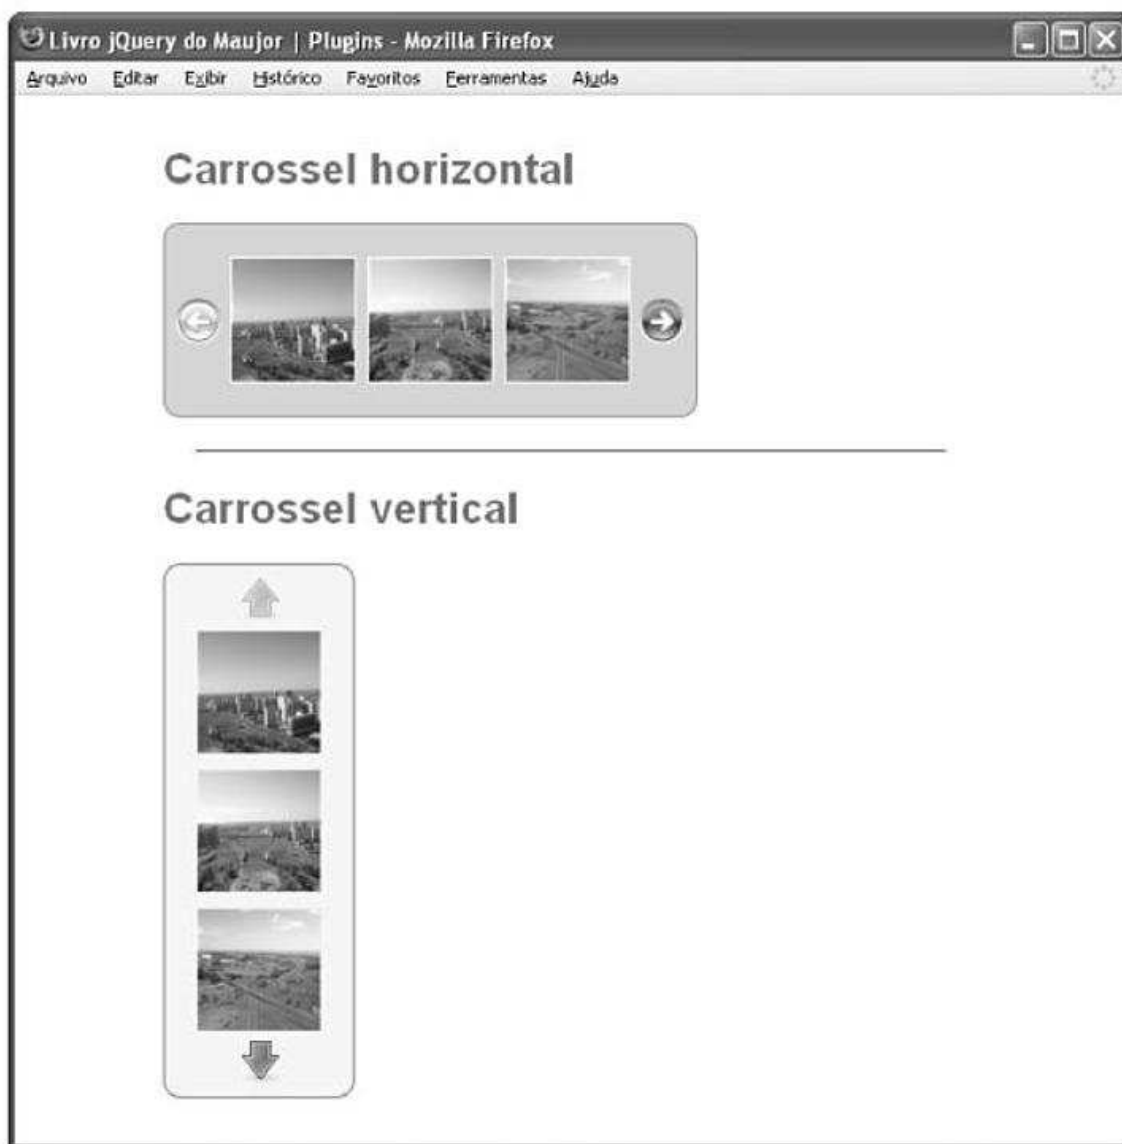 Livro jQuery do Maujor | Plugins - Mozilla Firefox
Arquivo Editar Exibir Histórico Favoritos Ferramentas Ajuda
Carrossel horizontal
Carrossel vertical